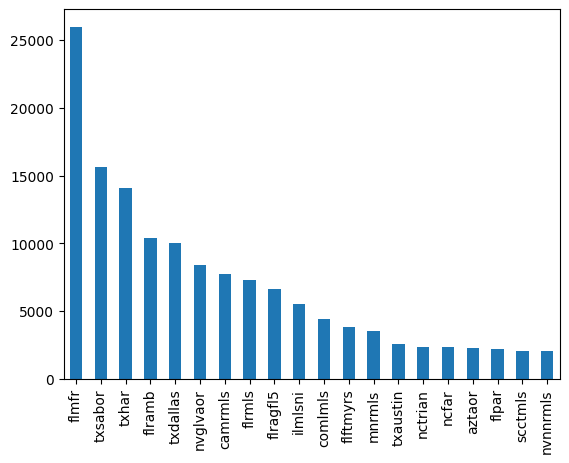 25000
20000
15000
10000
5000
0
flmfr
txsabor
txhar
flramb
txdallas
nvglvaor
camrmls
flrmls
flragfl5
ilmlsni
comlmls
flftmyrs
mnrmls
txaustin
nctrian
ncfar
aztaor
flpar
scctmls
nvnnrmls